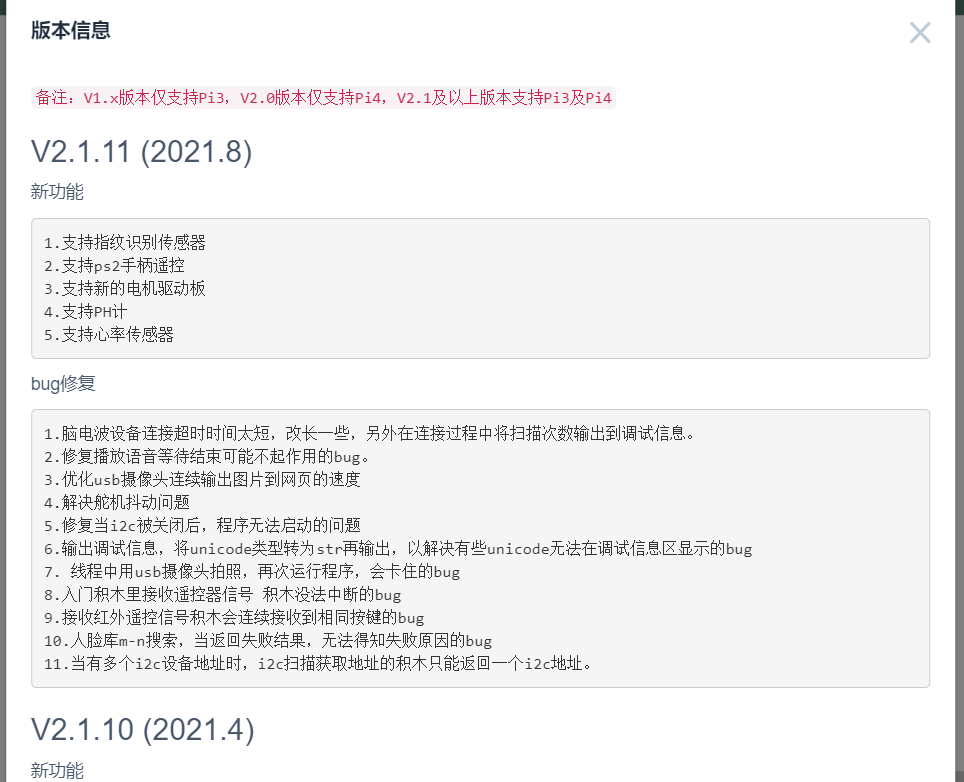 版本信息
备注：V1.x版本仅支持Pi3，V2.0版本仅支持Pi4，V2.1及以上版本支持Pi3及Pi4
V2.1.11 (2021.8)
新功能
1.支持指纹识别传感器
2.支持ps2手柄遥控
3.支持新的电机驱动板
4.支持PH计
5.支持心率传感器
bug修复
1.脑电波设备连接超时时间太短，改长一些，另外在连接过程中将扫描次数输出到调试信息。
2.修复播放语音等待结束可能不起作用的bug。
3.优化usb摄像头连续输出图片到网页的速度
4.解决舵机抖动问题
5.修复当i2c被关闭后，程序无法启动的问题
6.输出调试信息，将unicode类型转为str再输出，以解决有些unicode无法在调试信息区显示的bug
7. 线程中用usb摄像头拍照，再次运行程序，会卡住的bug
8.入门积木里接收遥控器信号 积木没法中断的bug
9.接收红外遥控信号积木会连续接收到相同按键的bug
10.人脸库m-n搜索，当返回失败结果，无法得知失败原因的bug
11.当有多个i2c设备地址时，i2c扫描获取地址的积木只能返回一个i2c地址。
V2.1.10 (2021.4)
新功能